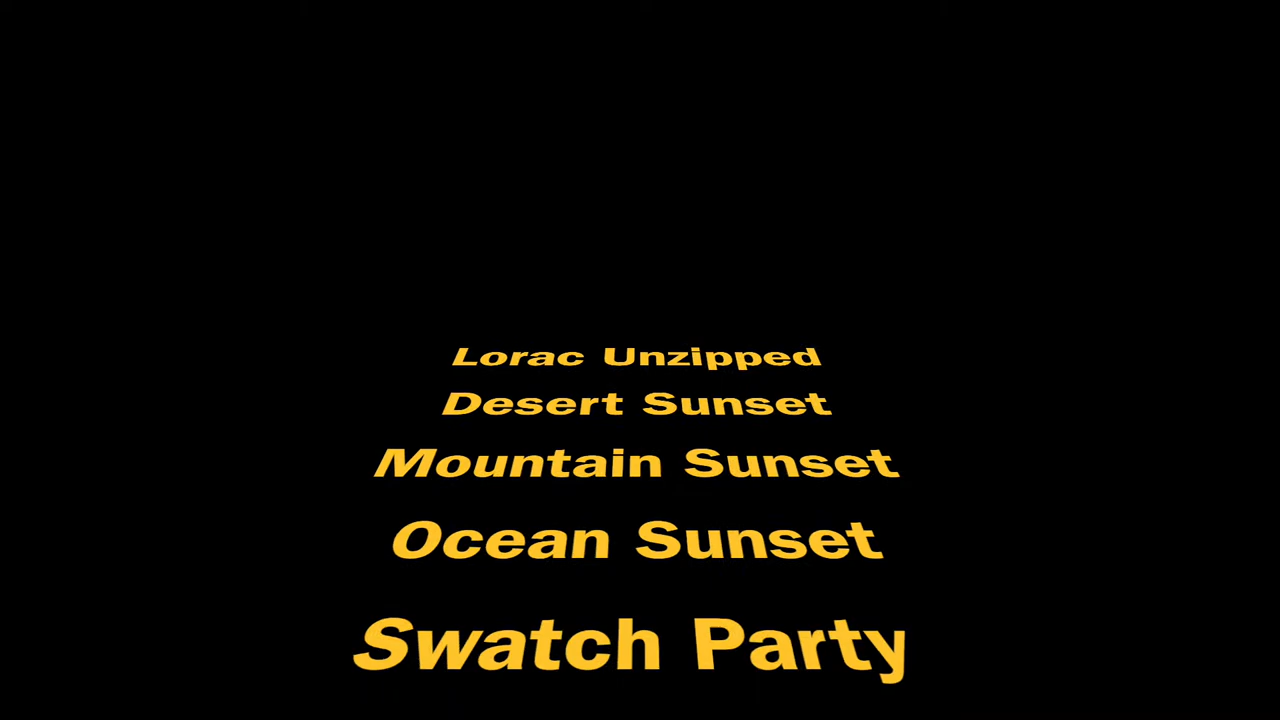 Lorac Unzipped
Desert Sunset
Mountain Sunset
Ocean Sunset
Swatch Party